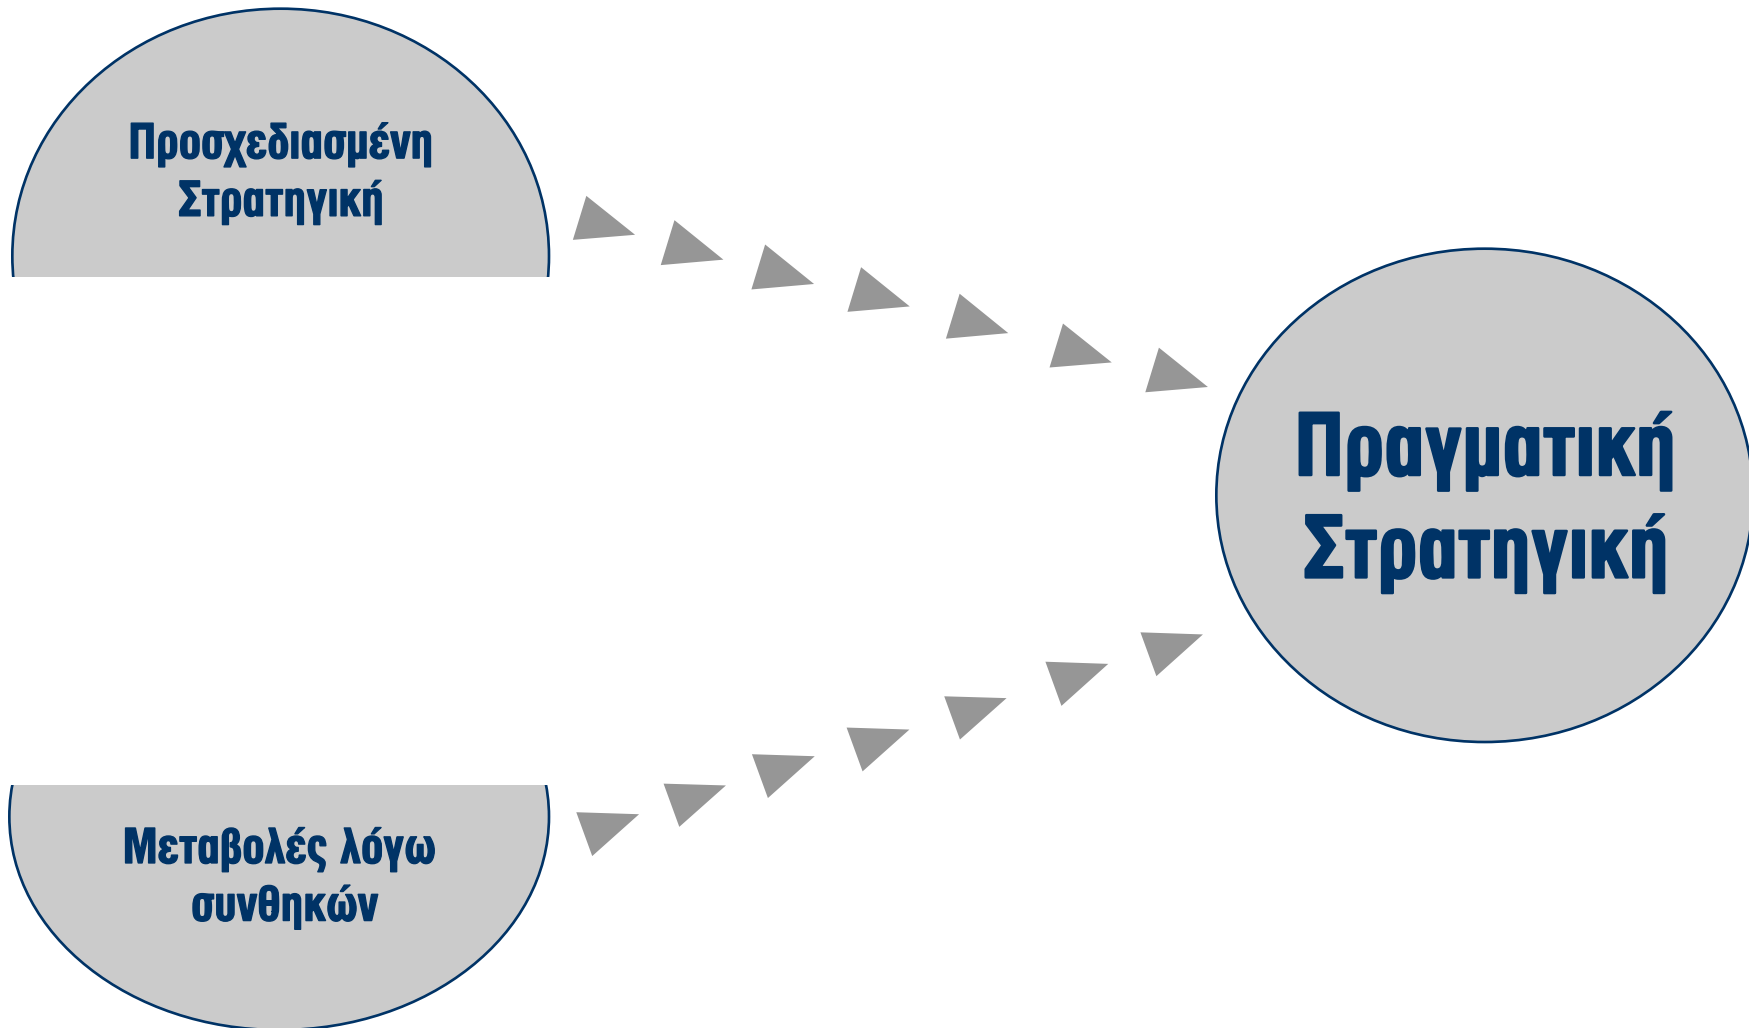 Προσχεδιασμένη
Στρατηγική
Πραγματική
Στρατηγική
Μεταβολές λόγω
συνθηκών